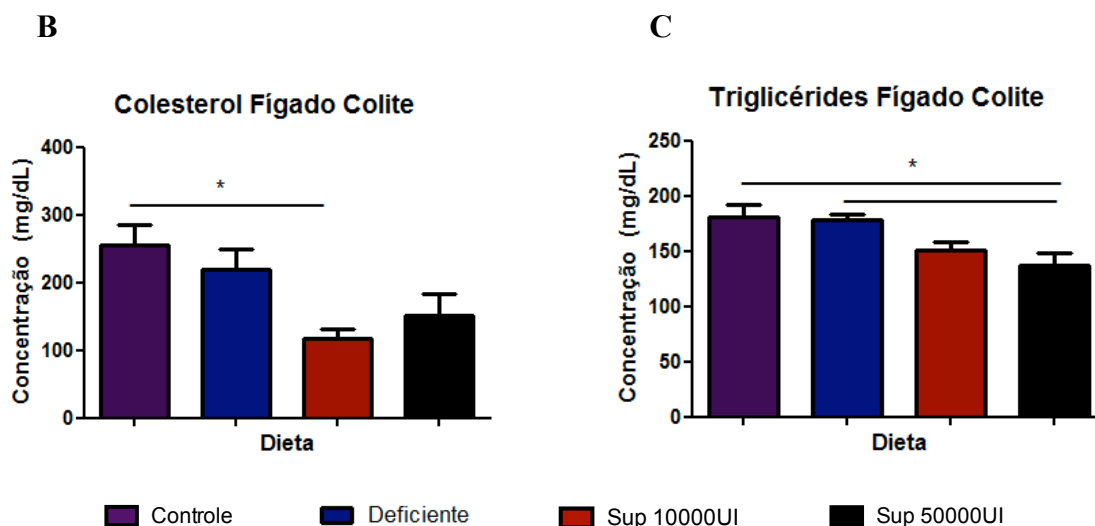 B
Colesterol Fígado Colite
Concentração (mg/dL)
400
300
200
100
0
*
Dieta
C
Triglicérides Fígado Colite
Concentração (mg/dL)
250
200
150
100
50
0
*
Dieta
Controle
Deficiente
Sup 10000UI
Sup 50000UI